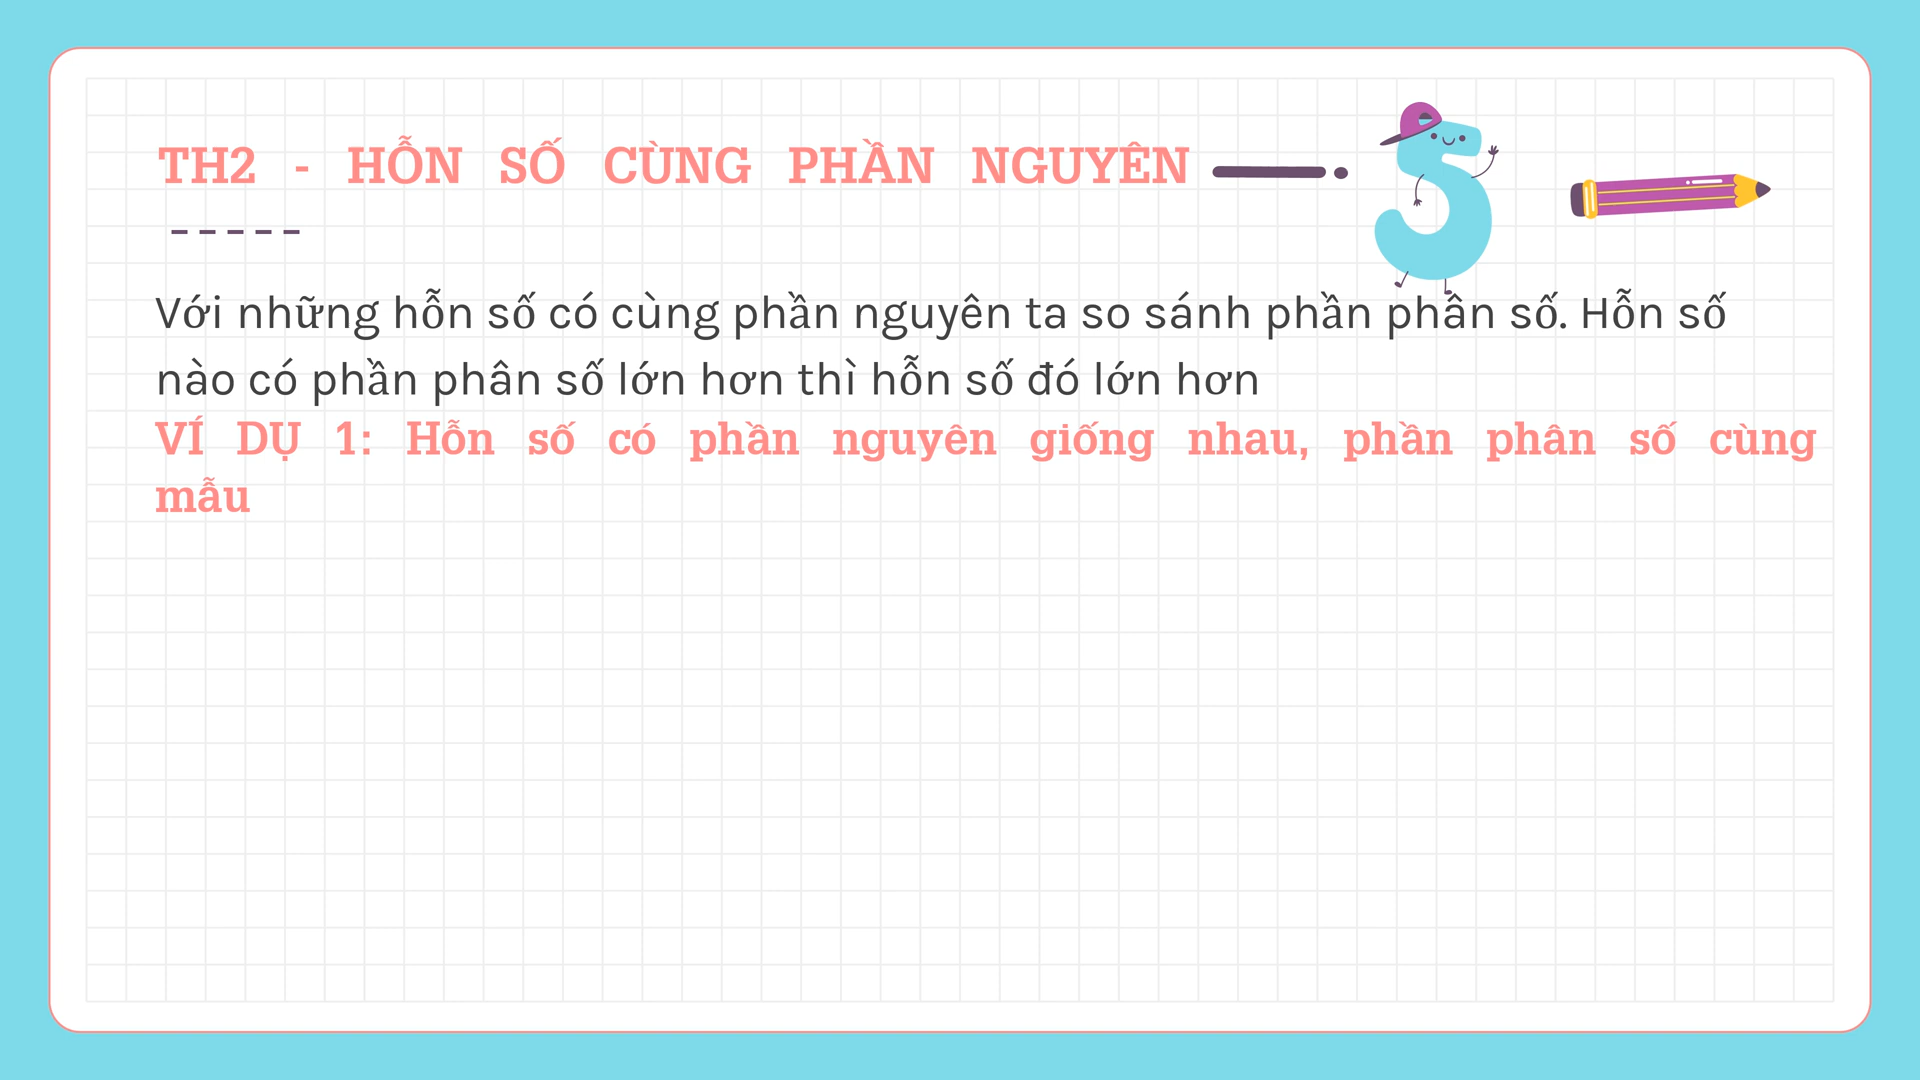 TH2 - HỖN SỐ CÙNG PHẦN NGUYÊN
Với những hỗn số có cùng phần nguyên ta so sánh phần phân số. Hỗn số
nào có phần phân số lớn hơn thì hỗn số đó lớn hơn
VÍ DỤ 1: Hỗn số có phần nguyên giống nhau, phần phân số cùng
mẫu